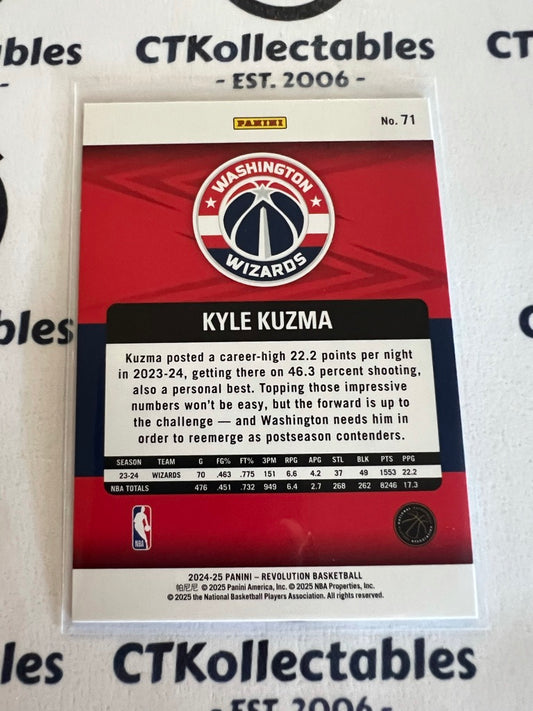 bles
CTKollectables
CT
- EST. 2006 -
PANINI
No. 71
WASHINGTON
WIZARDS
KYLE KUZMA
Kuzma posted a career-high 22.2 points per night
in 2023-24, getting there on 46.3 percent shooting,
also a personal best. Topping those impressive
numbers won't be easy, but the forward is up to
the challenge — and Washington needs him in
order to reemerge as postseason contenders.
SEASON TEAM G FG% FT% 3PM RPG APG STL BLK PTS PPG
23-24 WIZARDS 70 .463 .775 151 6.6 4.2 37 49 1553 22.2
NBA TOTALS 476 .451 .732 949 6.4 2.7 268 262 8246 17.3
NBA
2024-25 PANINI – REVOLUTION BASKETBALL
帕尼尼 © 2025 Panini America, Inc. © 2025 NBA Properties, Inc.
© 2025 the National Basketball Players Association. All rights reserved.
bles
C
les
CTKollectables
C
- EST. 2006 -